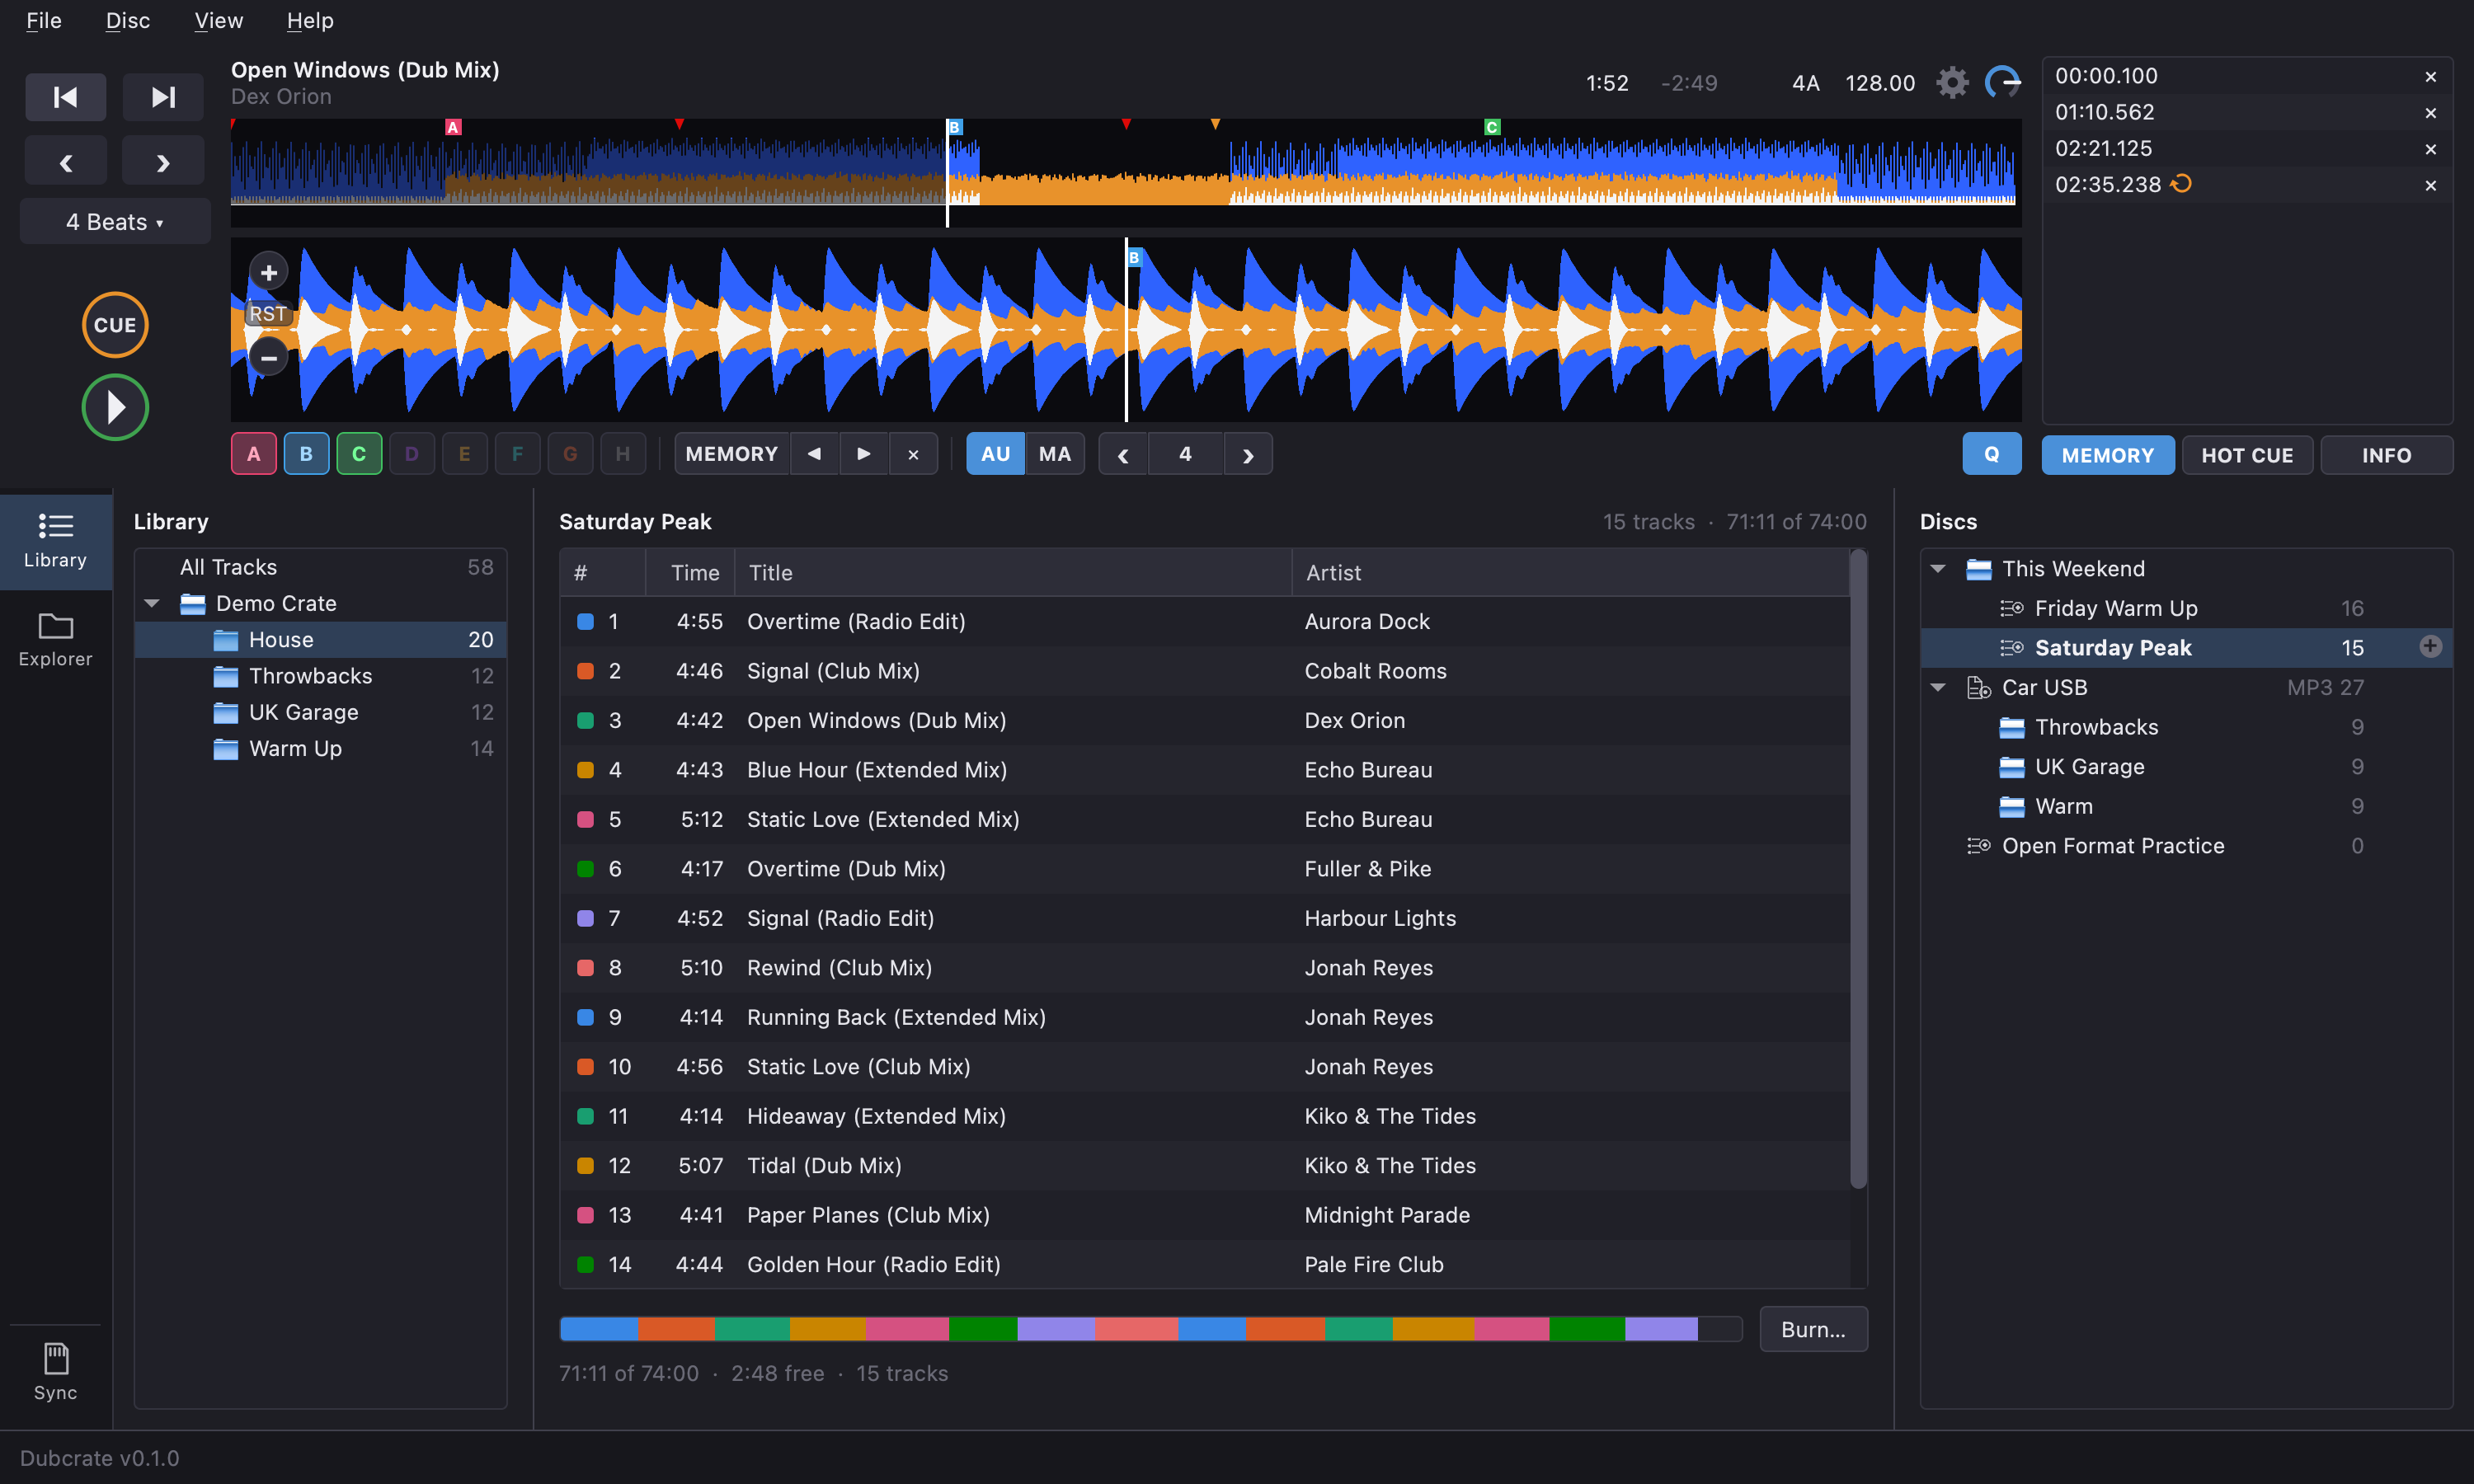 File Disc View Help
Open Windows (Dub Mix)
Dex Orion
1:52 -2:49 4A 128.00
00:00.100 ×
01:10.562 ×
02:21.125 ×
02:35.238 ×
4 Beats
A B C
CUE
+
RST
−
B
A B C D E F G H MEMORY × AU MA 4 Q
MEMORY HOT CUE INFO
Library
Explorer
Sync
Library
All Tracks 58
Demo Crate
House 20
Throwbacks 12
UK Garage 12
Warm Up 14
Saturday Peak 15 tracks · 71:11 of 74:00
# Time Title Artist
1 4:55 Overtime (Radio Edit) Aurora Dock
2 4:46 Signal (Club Mix) Cobalt Rooms
3 4:42 Open Windows (Dub Mix) Dex Orion
4 4:43 Blue Hour (Extended Mix) Echo Bureau
5 5:12 Static Love (Extended Mix) Echo Bureau
6 4:17 Overtime (Dub Mix) Fuller & Pike
7 4:52 Signal (Radio Edit) Harbour Lights
8 5:10 Rewind (Club Mix) Jonah Reyes
9 4:14 Running Back (Extended Mix) Jonah Reyes
10 4:56 Static Love (Club Mix) Jonah Reyes
11 4:14 Hideaway (Extended Mix) Kiko & The Tides
12 5:07 Tidal (Dub Mix) Kiko & The Tides
13 4:41 Paper Planes (Club Mix) Midnight Parade
14 4:44 Golden Hour (Radio Edit) Pale Fire Club
Burn...
71:11 of 74:00 · 2:48 free · 15 tracks
Discs
This Weekend
Friday Warm Up 16
Saturday Peak 15 +
Car USB MP3 27
Throwbacks 9
UK Garage 9
Warm 9
Open Format Practice 0
Dubcrate v0.1.0